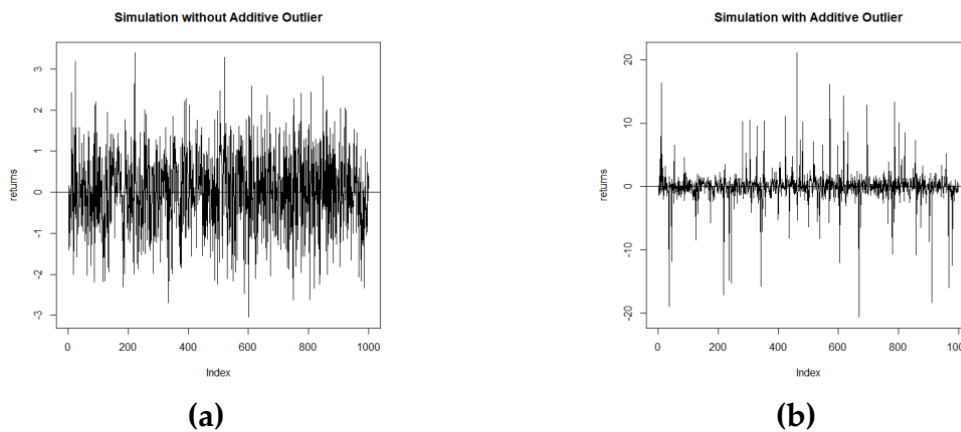 Simulation without Additive Outlier
returns
3
2
1
0
-1
-2
-3
0 200 400 600 800 1000
Index
(a)
Simulation with Additive Outlier
returns
20
10
0
-10
-20
0 200 400 600 800
Index
(b)